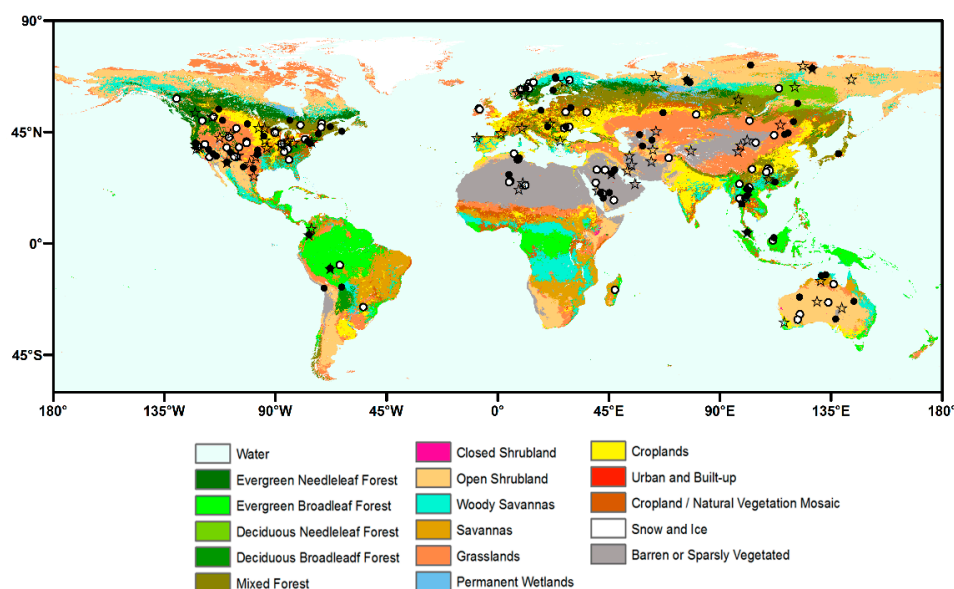 90°
45°N
0°
45°S
180° 135°W 90°W 45°W 0° 45°E 90°E 135°E 180°
Water
Evergreen Needleleaf Forest
Evergreen Broadleaf Forest
Deciduous Needleleaf Forest
Deciduous Broadleadf Forest
Mixed Forest
Closed Shrubland
Open Shrubland
Woody Savannas
Savannas
Grasslands
Permanent Wetlands
Croplands
Urban and Built-up
Cropland / Natural Vegetation Mosaic
Snow and Ice
Barren or Sparsly Vegetated